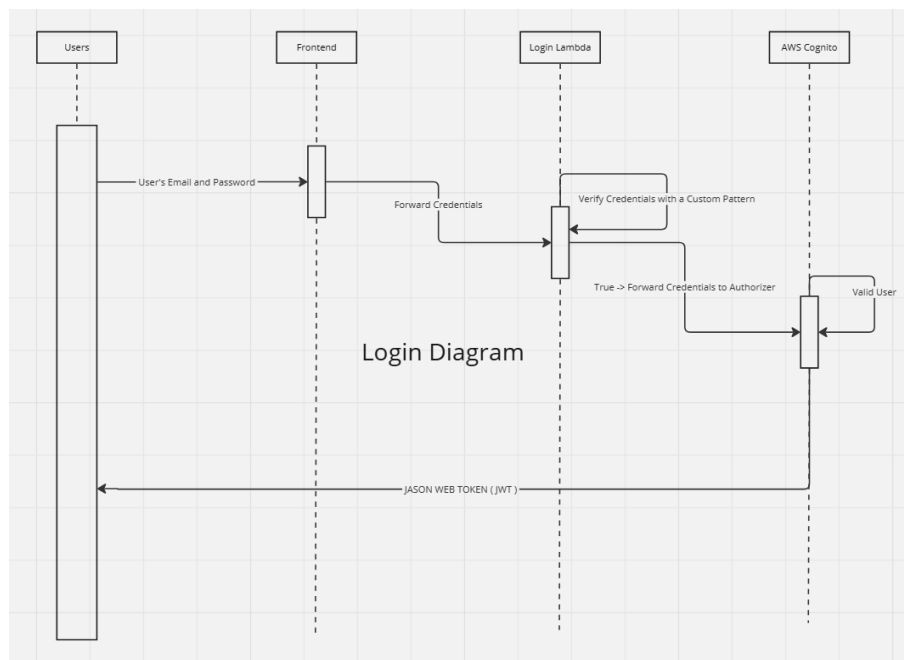 Users
Frontend
Login Lambda
AWS Cognito
User's Email and Password
Forward Credentials
Verify Credentials with a Custom Pattern
True -> Forward Credentials to Authorizer
Valid User
Login Diagram
JASON WEB TOKEN ( JWT )